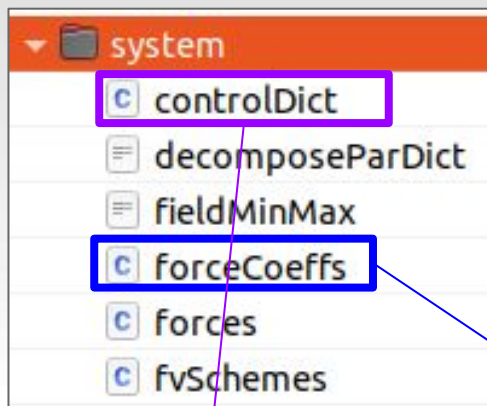 system
controlDict
decomposeParDict
fieldMinMax
forceCoeffs
forces
fvSchemes